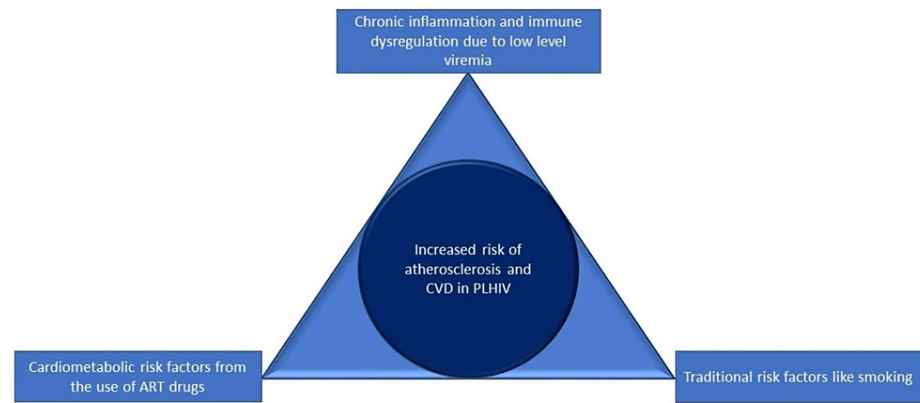 Chronic inflammation and immune
dysregulation due to low level
viremia
Increased risk of
atherosclerosis and
CVD in PLHIV
Cardiometabolic risk factors from
the use of ART drugs
Traditional risk factors like smoking